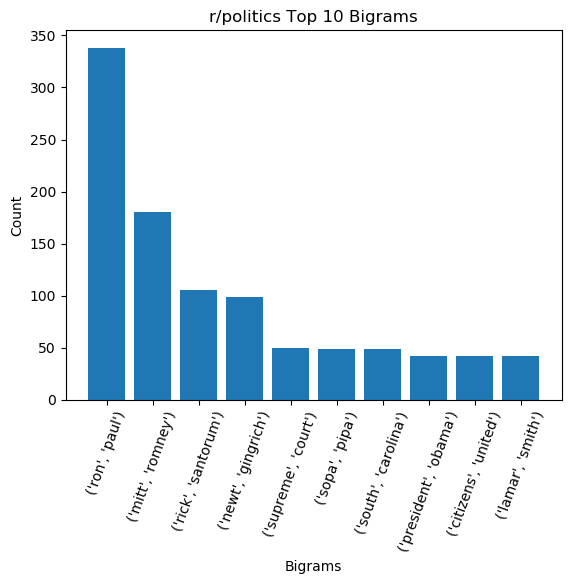 r/politics Top 10 Bigrams
350
300
250
200
150
100
50
0
Count
('ron', 'paul')
('mitt', 'romney')
('rick', 'santorum')
('newt', 'gingrich')
('supreme', 'court')
('sopa', 'pipa')
('south', 'carolina')
('president', 'obama')
('citizens', 'united')
('lamar', 'smith')
Bigrams